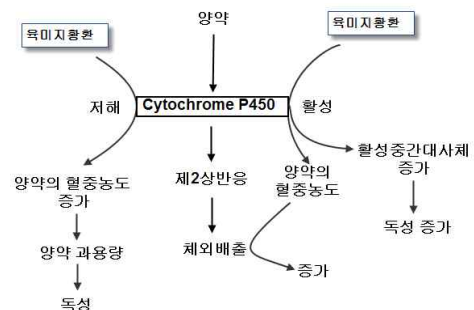 양약
육미지황환
육미지황환
저해
Cytochrome P450
활성
양약의 혈중농도
증가
제2상반응
양약의
혈중농도
활성중간대사체
증가
양약 과용량
체외배출
증가
독성 증가
독성